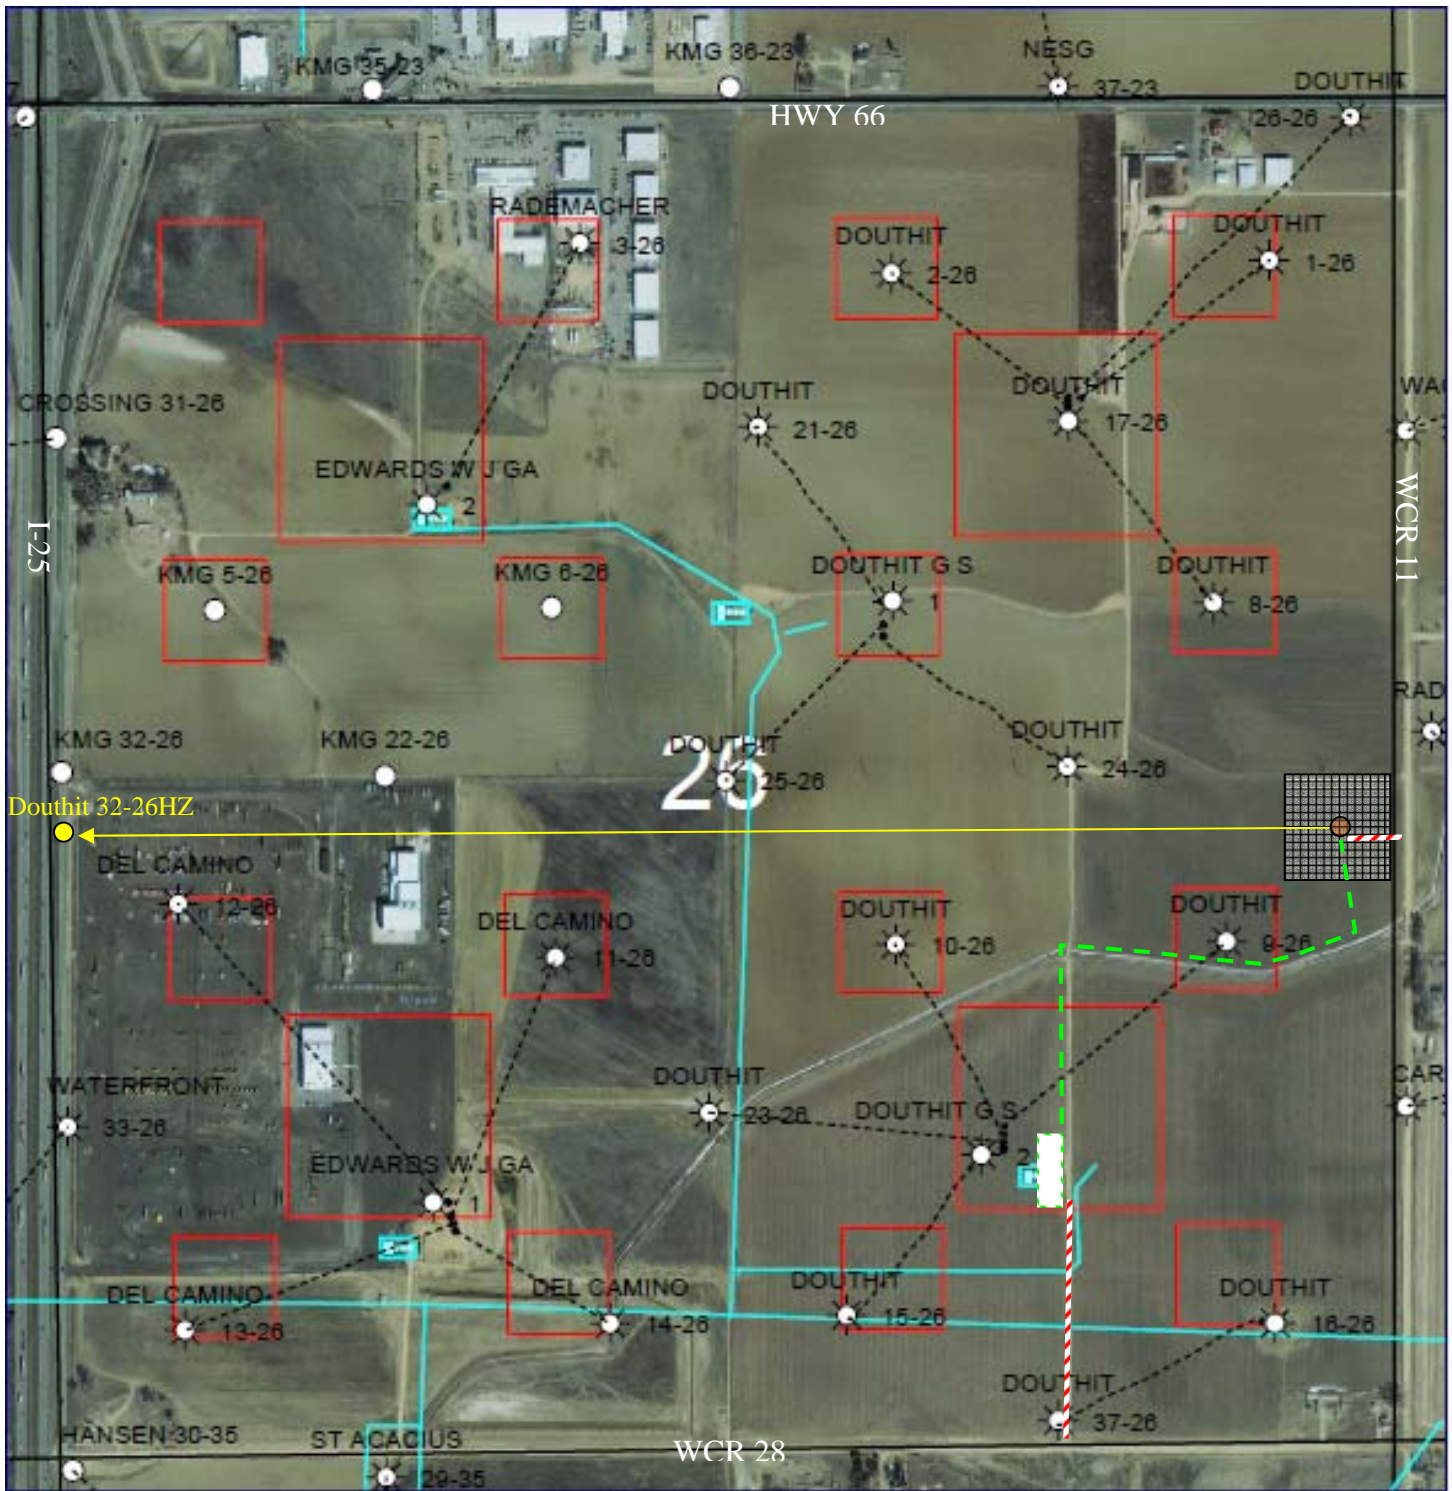 KMG 35-23
KMG 36-23
NESG
37-23
DOUTHIT
26-26
HWY 66
7
RADEMACHER
3-26
DOUTHIT
2-26
DOUTHIT
1-26
CROSSING 31-26
DOUTHIT
21-26
DOUTHIT
17-26
WA
EDWARDS W J GA
2
I-25
WCR 11
KMG 5-26
KMG 6-26
DOUTHIT G S
1
DOUTHIT
8-26
RAD
KMG 32-26
KMG 22-26
DOUTHIT
25-26
26
DOUTHIT
24-26
Douthit 32-26HZ
DEL CAMINO
12-26
DEL CAMINO
11-26
DOUTHIT
10-26
DOUTHIT
9-26
WATERFRONT
33-26
DOUTHIT
23-26
DOUTHIT G S
2
CAR
EDWARDS W J GA
1
DEL CAMINO
13-26
DEL CAMINO
14-26
DOUTHIT
15-26
DOUTHIT
16-26
DOUTHIT
37-26
HANSEN 30-35
ST ACACIUS
29-35
WCR 28